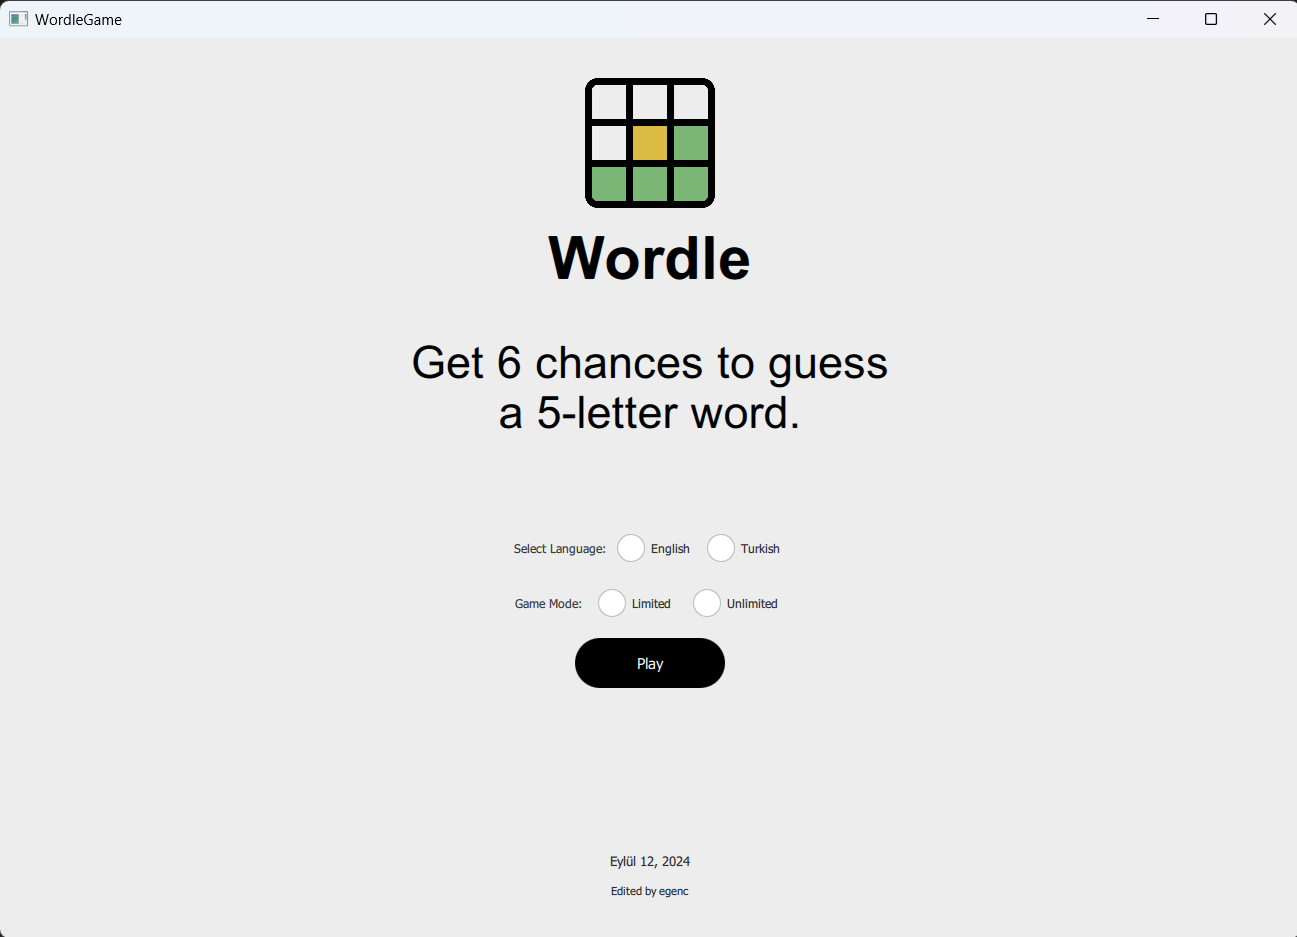 WordleGame
Wordle
Get 6 chances to guess
a 5-letter word.
Select Language: English Turkish
Game Mode: Limited Unlimited
Play
Eylül 12, 2024
Edited by egenc